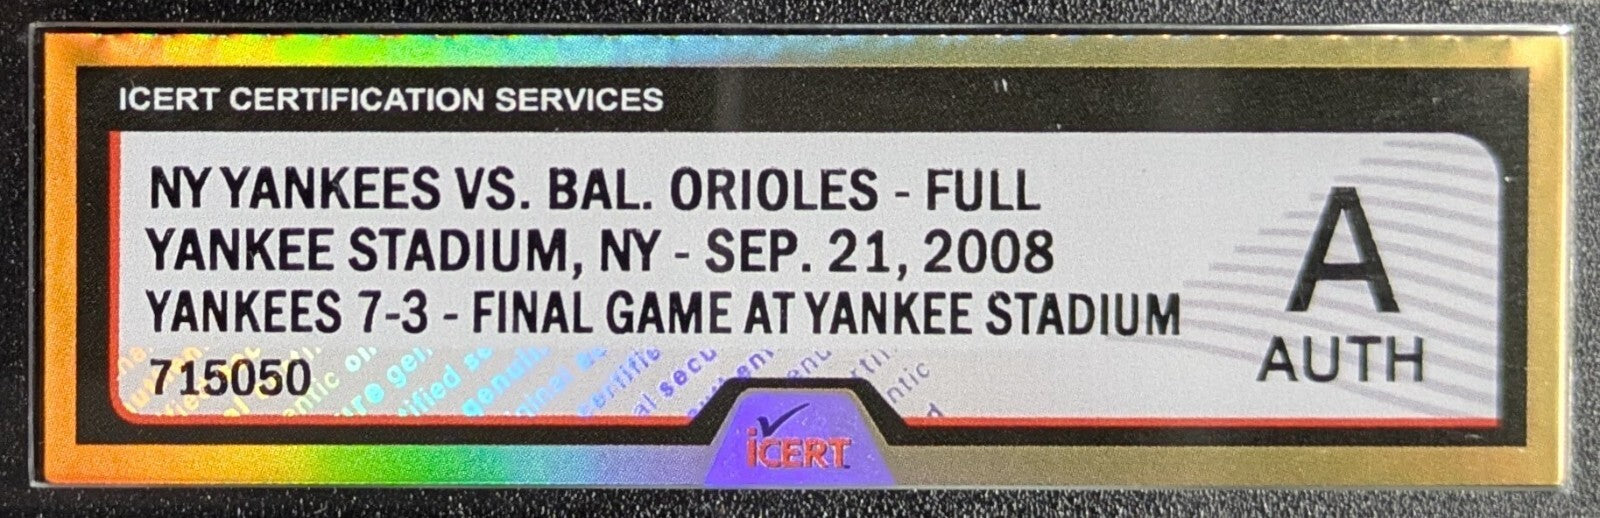 ICERT CERTIFICATION SERVICES
NY YANKEES VS. BAL. ORIOLES - FULL
YANKEE STADIUM, NY - SEP. 21, 2008
YANKEES 7-3 - FINAL GAME AT YANKEE STADIUM
715050
A
AUTH
iCERT